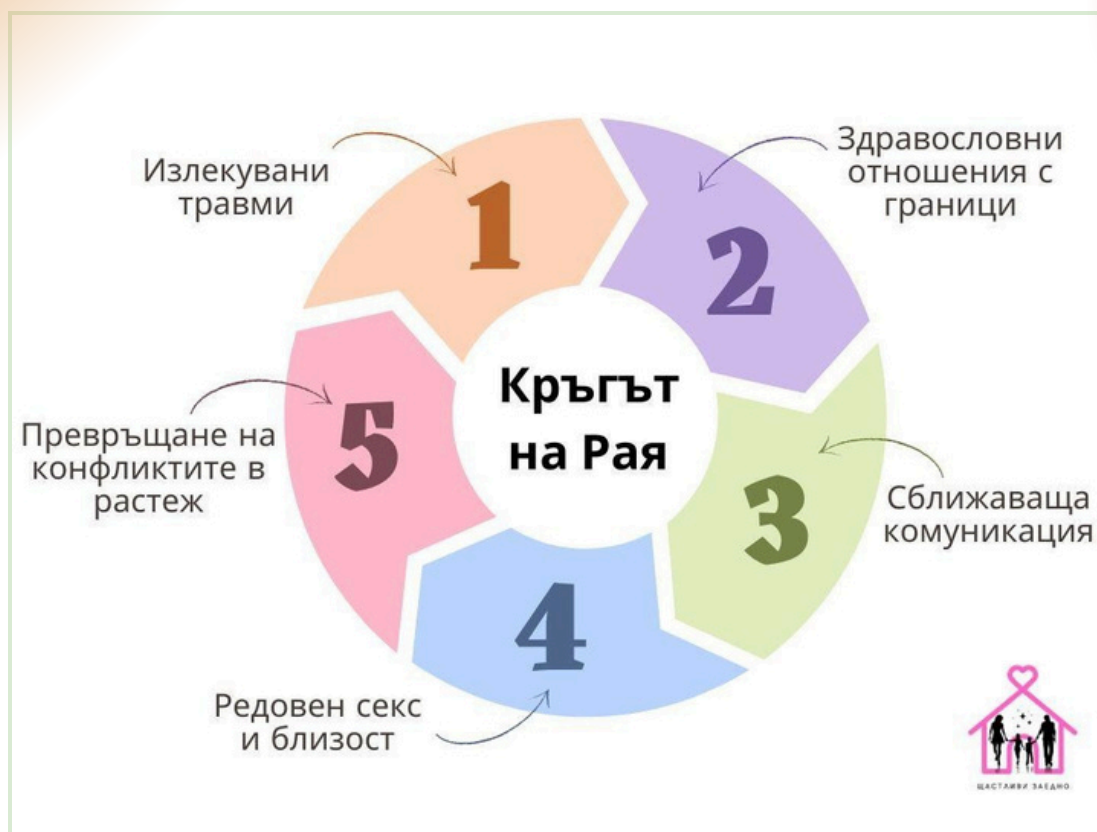 Излекувани
травми
1
Здравословни
отношения с
граници
2
Кръгът
на Рая
Сближаваща
комуникация
3
Редовен секс
и близост
4
Превръщане на
конфликтите в
растеж
5
ЩАСТЛИВИ ЗАЕДНО